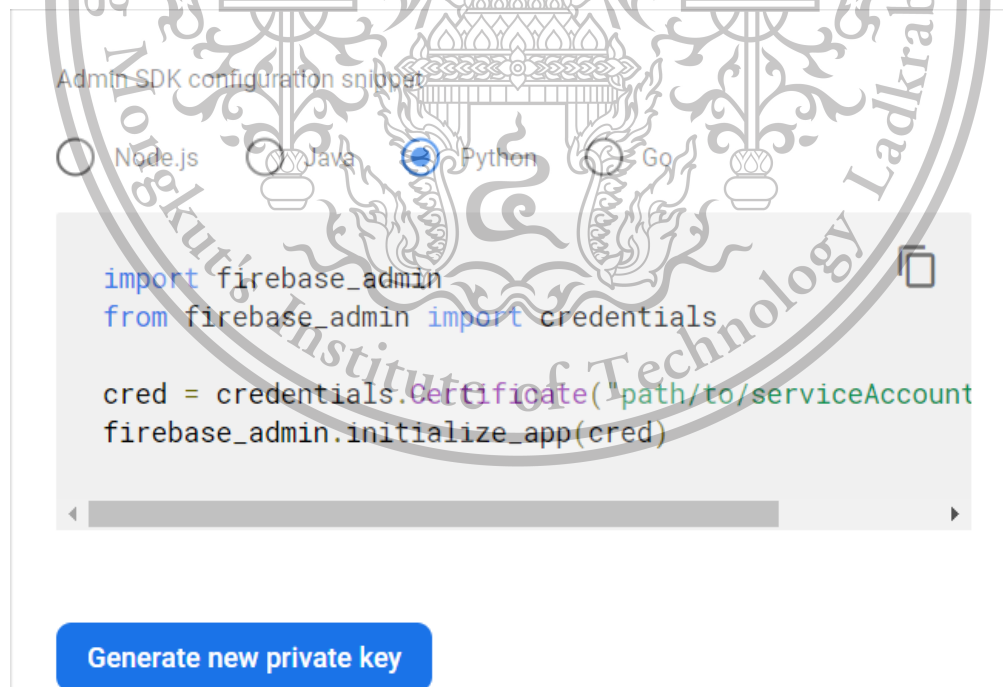 Admin SDK configuration snippet
Node.js Java Python Go
import firebase_admin
from firebase_admin import credentials
cred = credentials.Certificate("path/to/serviceAccount
firebase_admin.initialize_app(cred)
Generate new private key
Mongkut's Institute of Technology Ladkrab